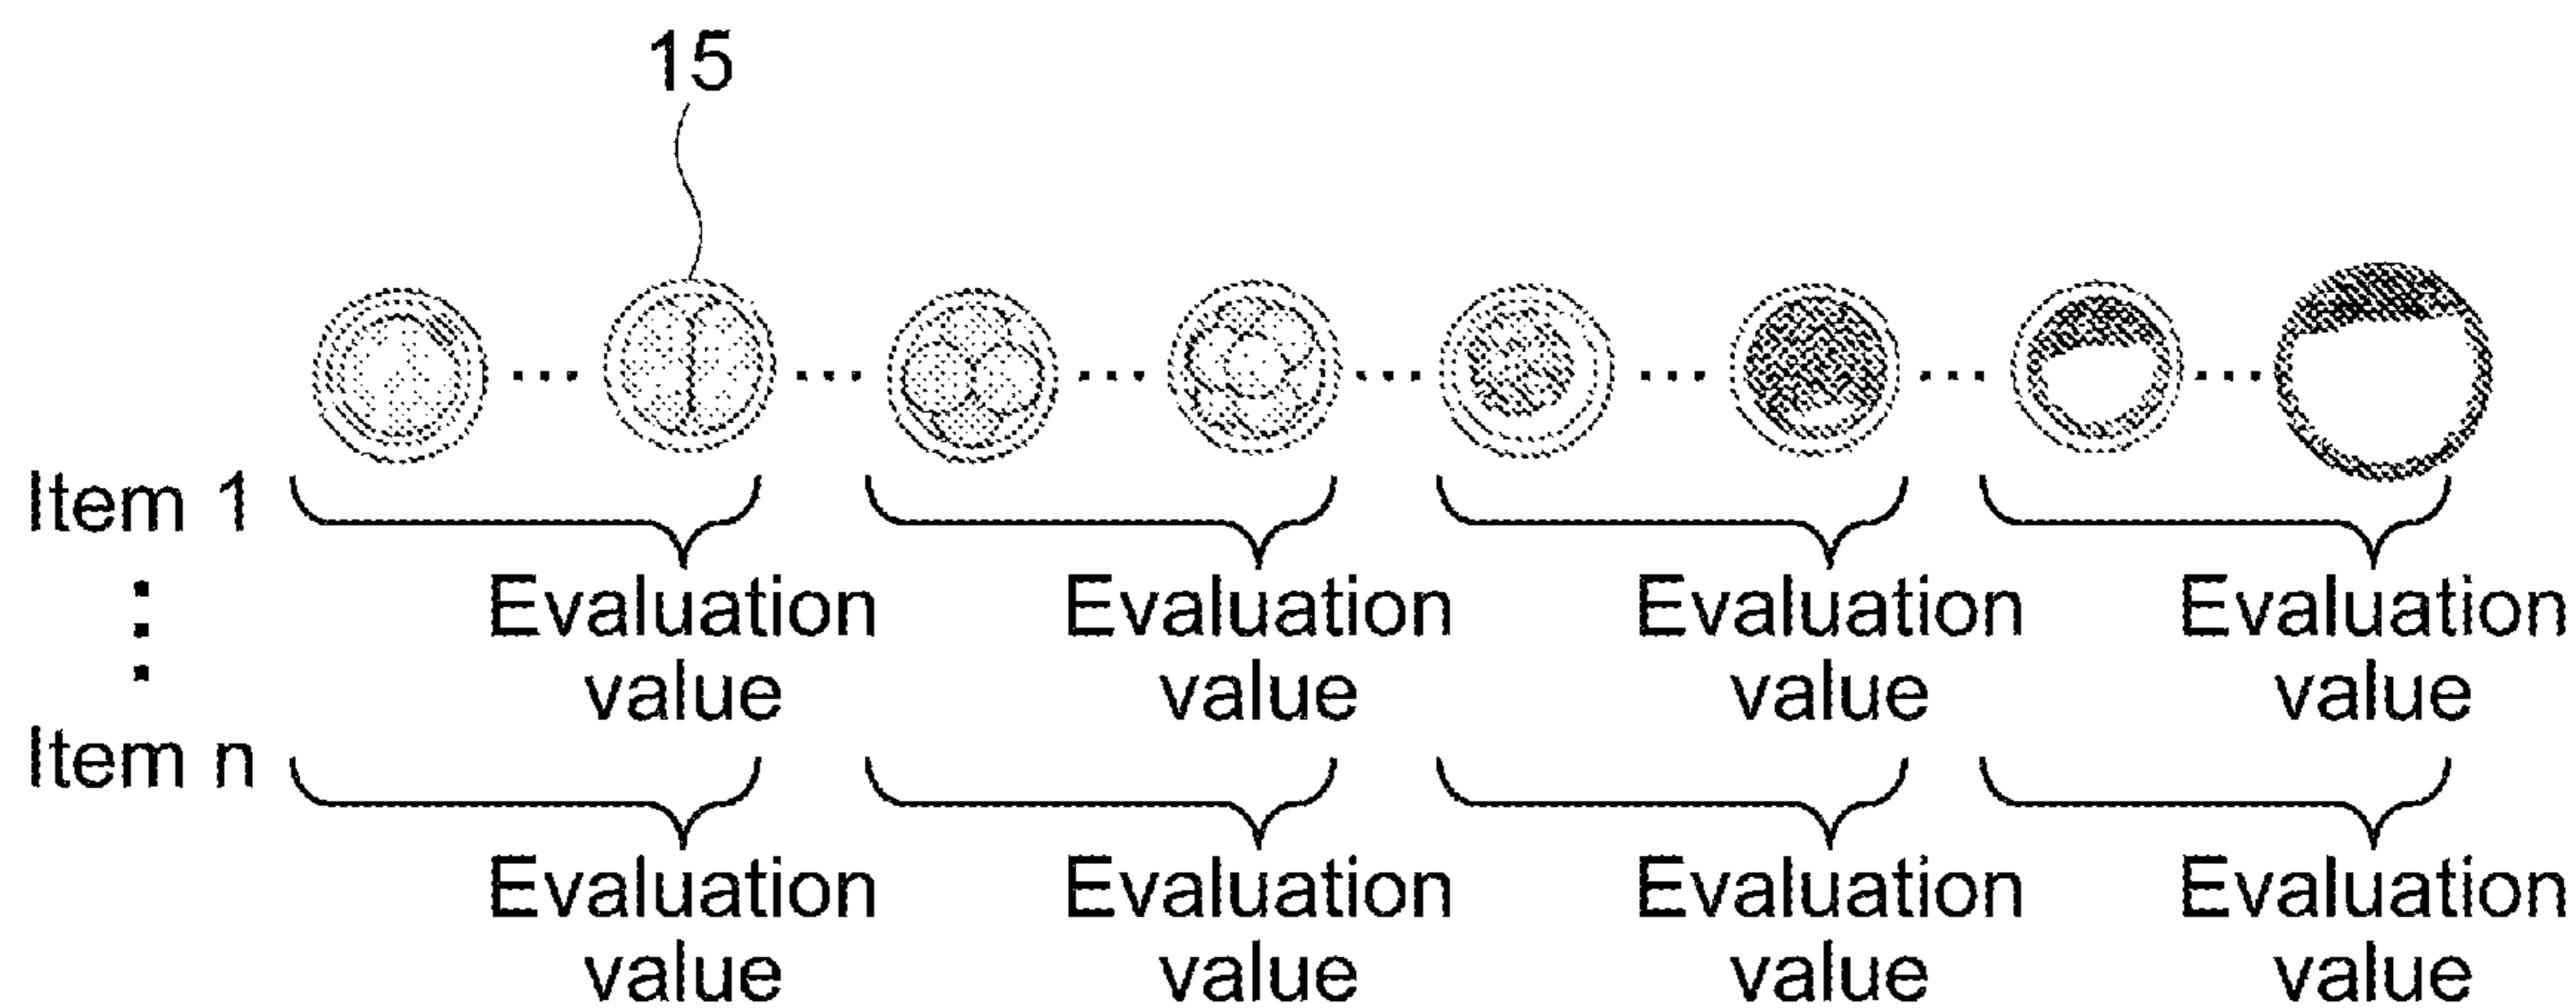 15
... ... ... ... ... ... ...
Item 1
Evaluation Evaluation Evaluation Evaluation
value value value value
Item n
Evaluation Evaluation Evaluation Evaluation
value value value value